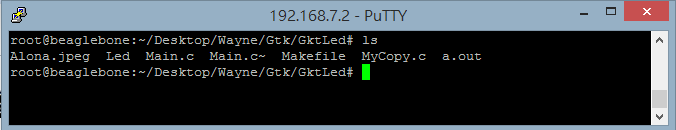 192.168.7.2 - PuTTY
root@beaglebone:~/Desktop/Wayne/Gtk/GktLed# ls
Alona.jpeg  Led  Main.c  Main.c~  Makefile  MyCopy.c  a.out
root@beaglebone:~/Desktop/Wayne/Gtk/GktLed#